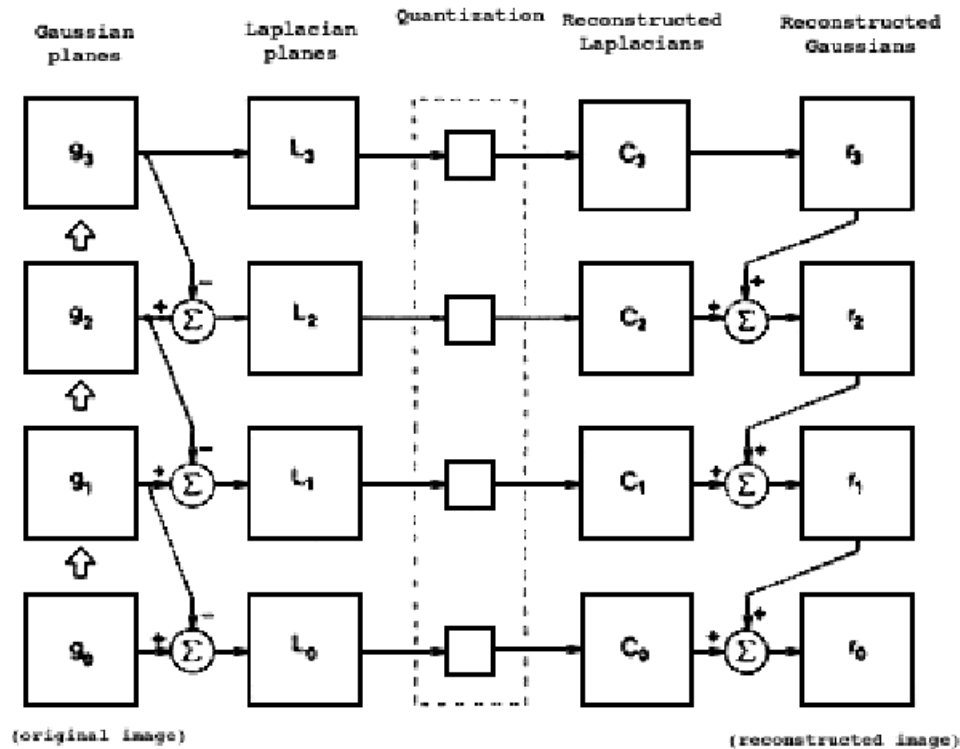 Gaussian planes
Laplacian planes
Quantization
Reconstructed Laplacians
Reconstructed Gaussians
g₃ L₃ C₃ r₃
− +
g₂ + Σ L₂ C₂ + Σ r₂
− +
g₁ + Σ L₁ C₁ + Σ r₁
− +
g₀ + Σ L₀ C₀ + Σ r₀
(original image)
(reconstructed image)